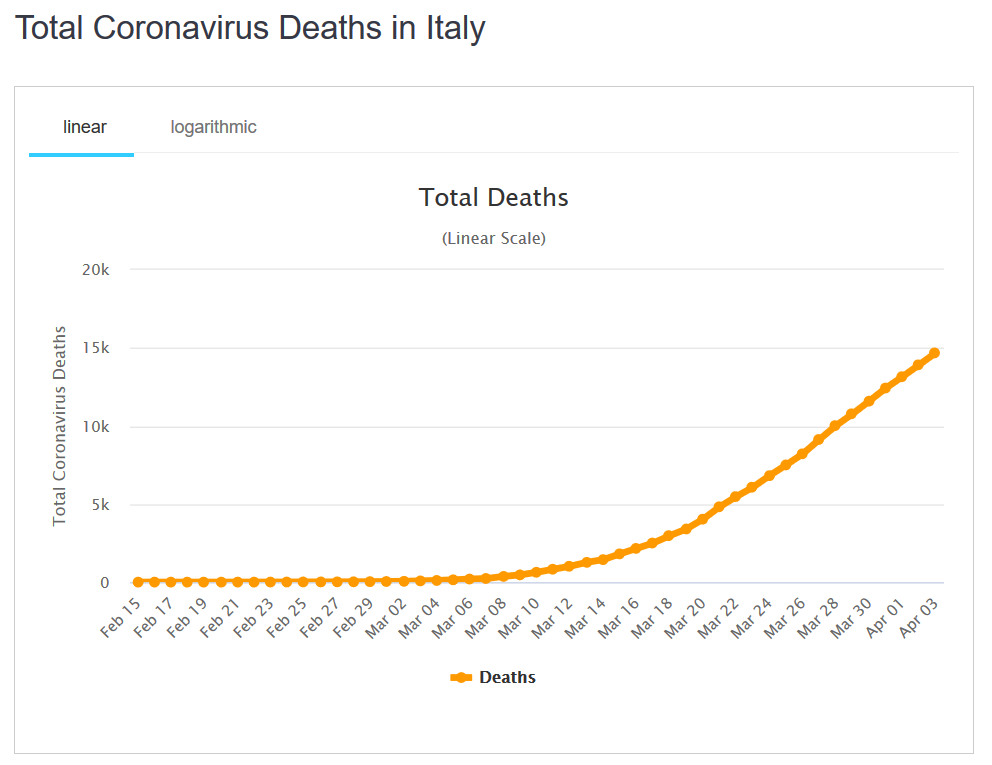 Total Coronavirus Deaths in Italy
linear logarithmic
Total Deaths
(Linear Scale)
Total Coronavirus Deaths
20k
15k
10k
5k
0
Feb 15 Feb 17 Feb 19 Feb 21 Feb 23 Feb 25 Feb 27 Feb 29 Mar 02 Mar 04 Mar 06 Mar 08 Mar 10 Mar 12 Mar 14 Mar 16 Mar 18 Mar 20 Mar 22 Mar 24 Mar 26 Mar 28 Mar 30 Apr 01 Apr 03
Deaths